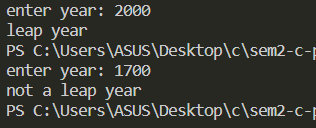 enter year: 2000
leap year
PS C:\Users\ASUS\Desktop\c\sem2-c-p
enter year: 1700
not a leap year
PS C:\Users\ASUS\Desktop\c\sem2-c-p